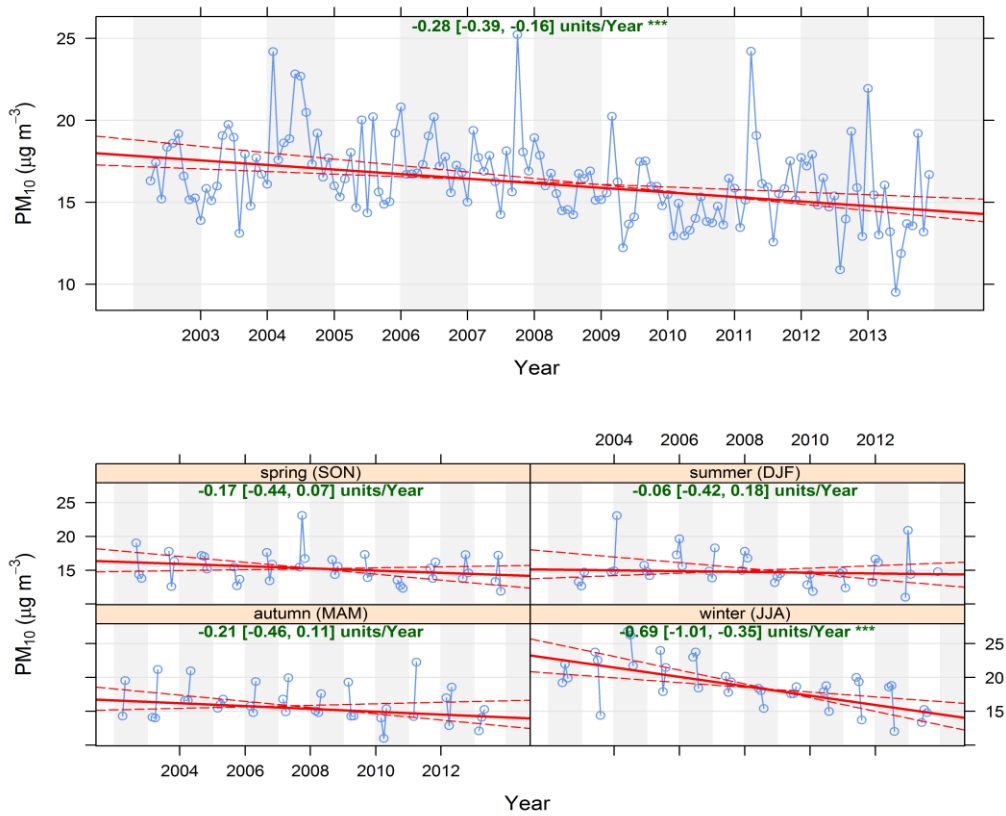 -0.28 [-0.39, -0.16] units/Year ***
25
20
15
10
PM₁₀ (µg m⁻³)
2003 2004 2005 2006 2007 2008 2009 2010 2011 2012 2013
Year
2004 2006 2008 2010 2012
spring (SON) summer (DJF)
-0.17 [-0.44, 0.07] units/Year -0.06 [-0.42, 0.18] units/Year
25
20
15
autumn (MAM) winter (JJA)
-0.21 [-0.46, 0.11] units/Year -0.69 [-1.01, -0.35] units/Year ***
25
20
15
PM₁₀ (µg m⁻³)
2004 2006 2008 2010 2012
Year